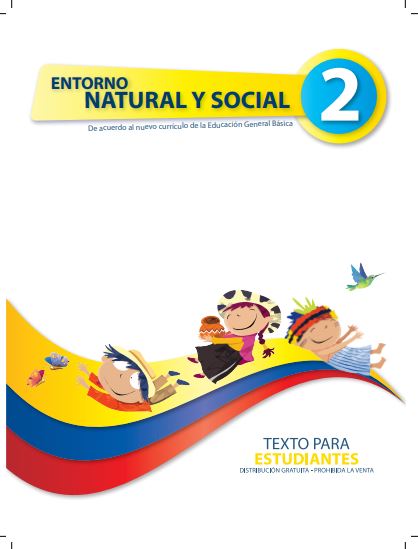 ENTORNO
NATURAL Y SOCIAL
2
De acuerdo al nuevo currículo de la Educación General Básica
TEXTO PARA
ESTUDIANTES
DISTRIBUCIÓN GRATUITA • PROHIBIDA LA VENTA